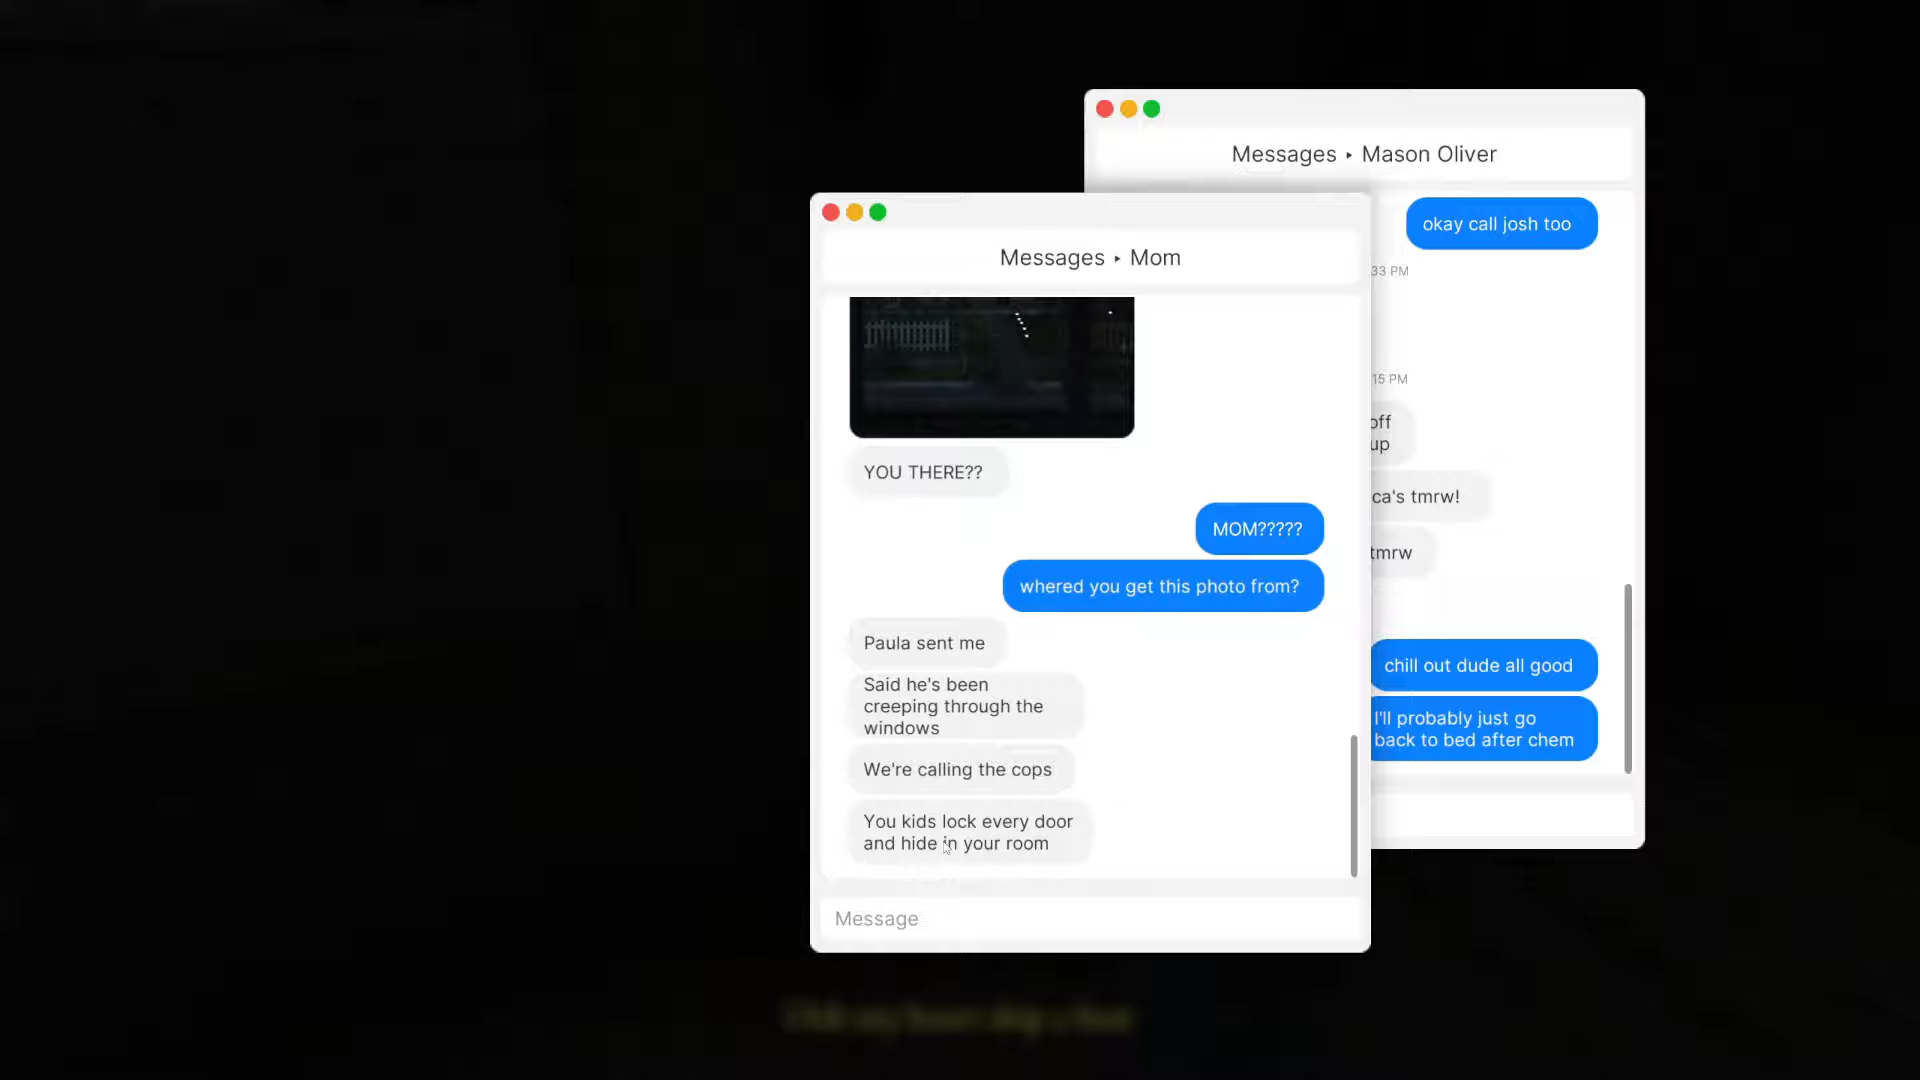 Messages ‣ Mason Oliver
okay call josh too
33 PM
15 PM
off
up
ca's tmrw!
tmrw
chill out dude all good
I'll probably just go
back to bed after chem
Messages ‣ Mom
YOU THERE??
MOM?????
whered you get this photo from?
Paula sent me
Said he's been
creeping through the
windows
We're calling the cops
You kids lock every door
and hide in your room
Message